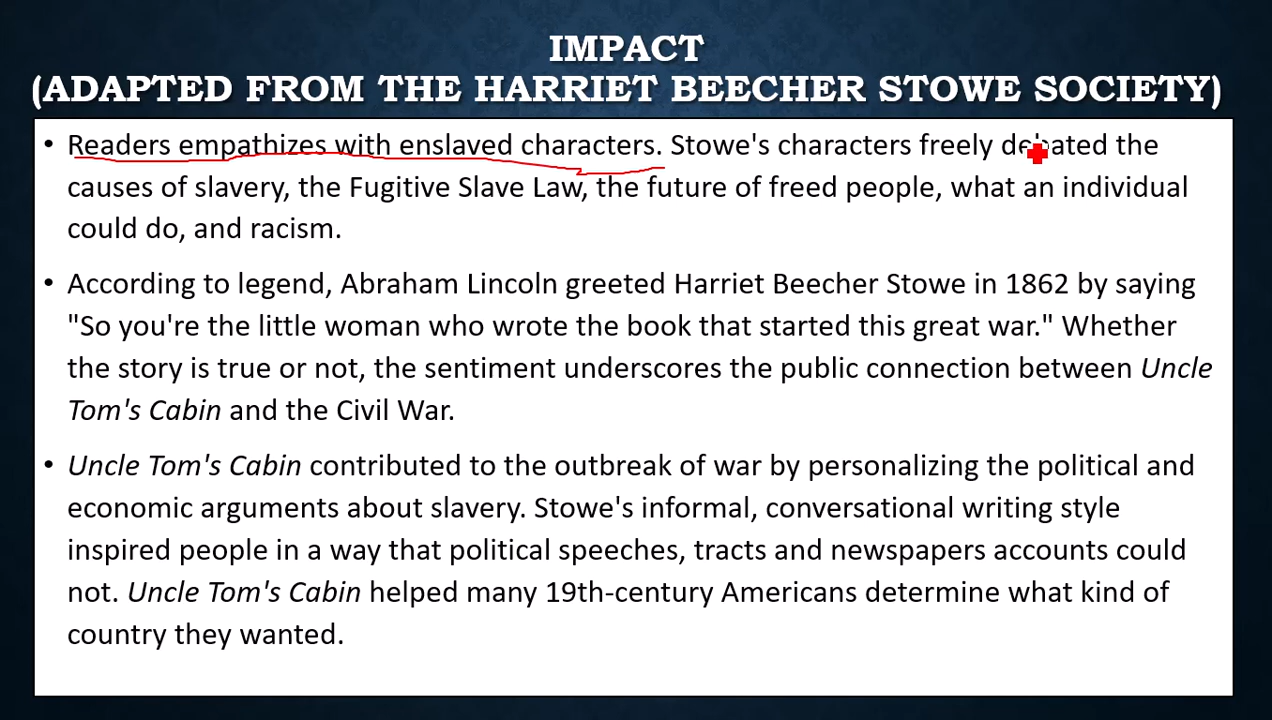 IMPACT
(ADAPTED FROM THE HARRIET BEECHER STOWE SOCIETY)
• Readers empathizes with enslaved characters. Stowe's characters freely debated the
causes of slavery, the Fugitive Slave Law, the future of freed people, what an individual
could do, and racism.
• According to legend, Abraham Lincoln greeted Harriet Beecher Stowe in 1862 by saying
"So you're the little woman who wrote the book that started this great war." Whether
the story is true or not, the sentiment underscores the public connection between Uncle
Tom's Cabin and the Civil War.
• Uncle Tom's Cabin contributed to the outbreak of war by personalizing the political and
economic arguments about slavery. Stowe's informal, conversational writing style
inspired people in a way that political speeches, tracts and newspapers accounts could
not. Uncle Tom's Cabin helped many 19th-century Americans determine what kind of
country they wanted.